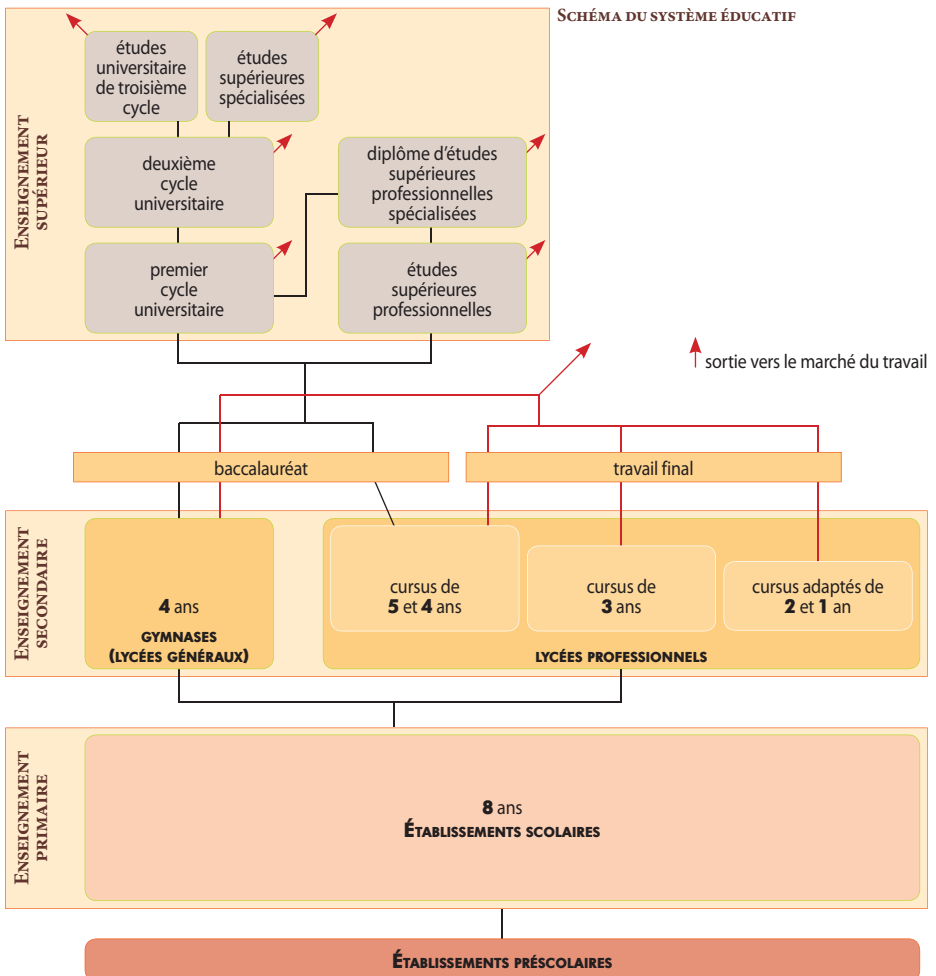 SCHÉMA DU SYSTÈME ÉDUCATIF
ENSEIGNEMENT
SUPÉRIEUR
études
universitaire
de troisième
cycle
études
supérieures
spécialisées
deuxième
cycle
universitaire
diplôme d'études
supérieures
professionnelles
spécialisées
premier
cycle
universitaire
études
supérieures
professionnelles
sortie vers le marché du travail
baccalauréat
travail final
ENSEIGNEMENT
SECONDAIRE
4 ans
GYMNASES
(LYCÉES GÉNÉRAUX)
cursus de
5 et 4 ans
cursus de
3 ans
cursus adaptés de
2 et 1 an
LYCÉES PROFESSIONNELS
ENSEIGNEMENT
PRIMAIRE
8 ans
ÉTABLISSEMENTS SCOLAIRES
ÉTABLISSEMENTS PRÉSCOLAIRES